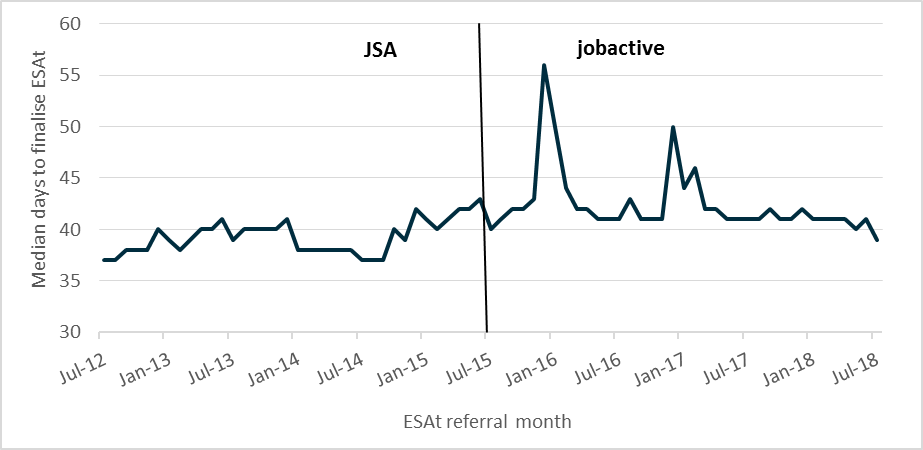 60
JSA
jobactive
55
50
45
40
35
30
Median days to finalise ESAt
Jul-12
Jan-13
Jul-13
Jan-14
Jul-14
Jan-15
Jul-15
Jan-16
Jul-16
Jan-17
Jul-17
Jan-18
Jul-18
ESAt referral month